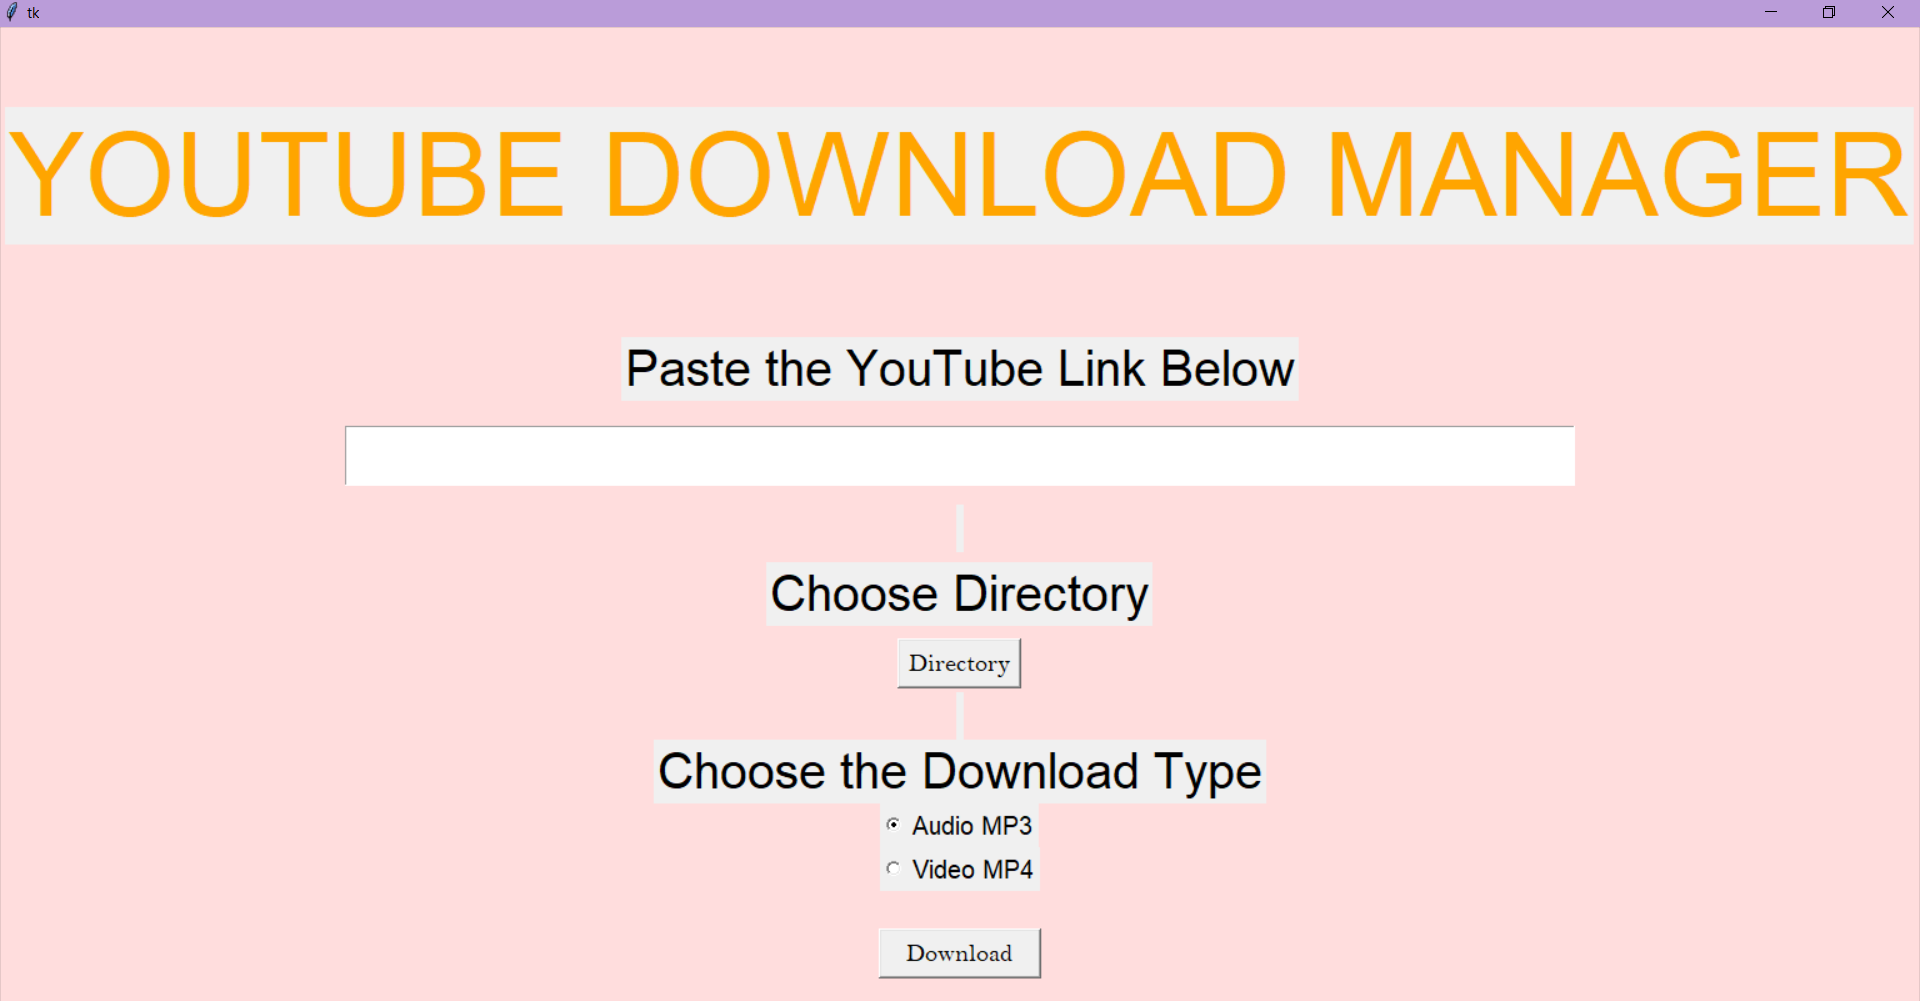 tk
YOUTUBE DOWNLOAD MANAGER
Paste the YouTube Link Below
Choose Directory
Directory
Choose the Download Type
Audio MP3
Video MP4
Download